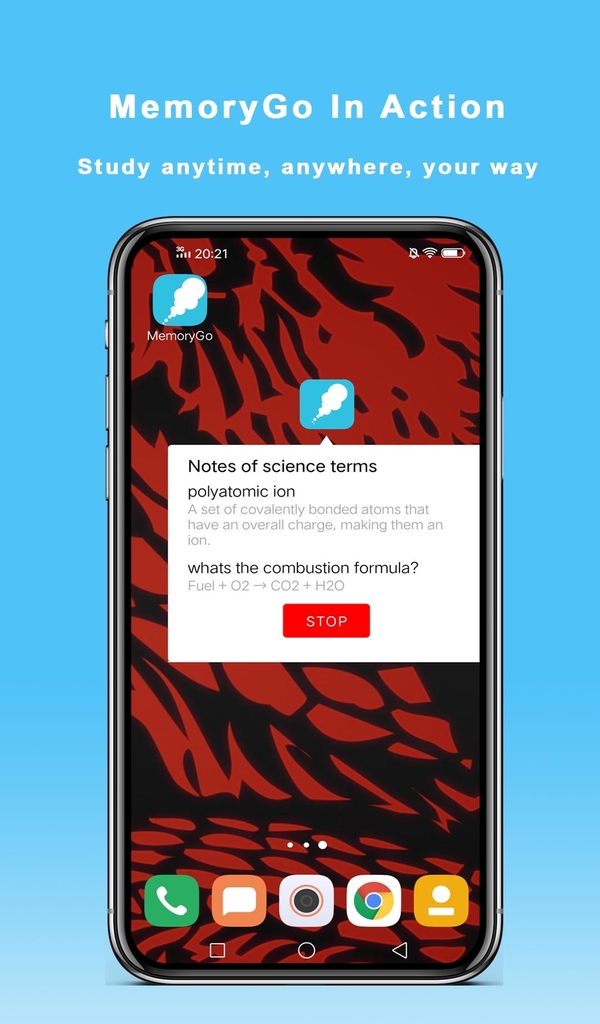 MemoryGo In Action
Study anytime, anywhere, your way
3G 20:21
MemoryGo
Notes of science terms
polyatomic ion
A set of covalently bonded atoms that
have an overall charge, making them an
ion.
whats the combustion formula?
Fuel + O2 → CO2 + H2O
STOP